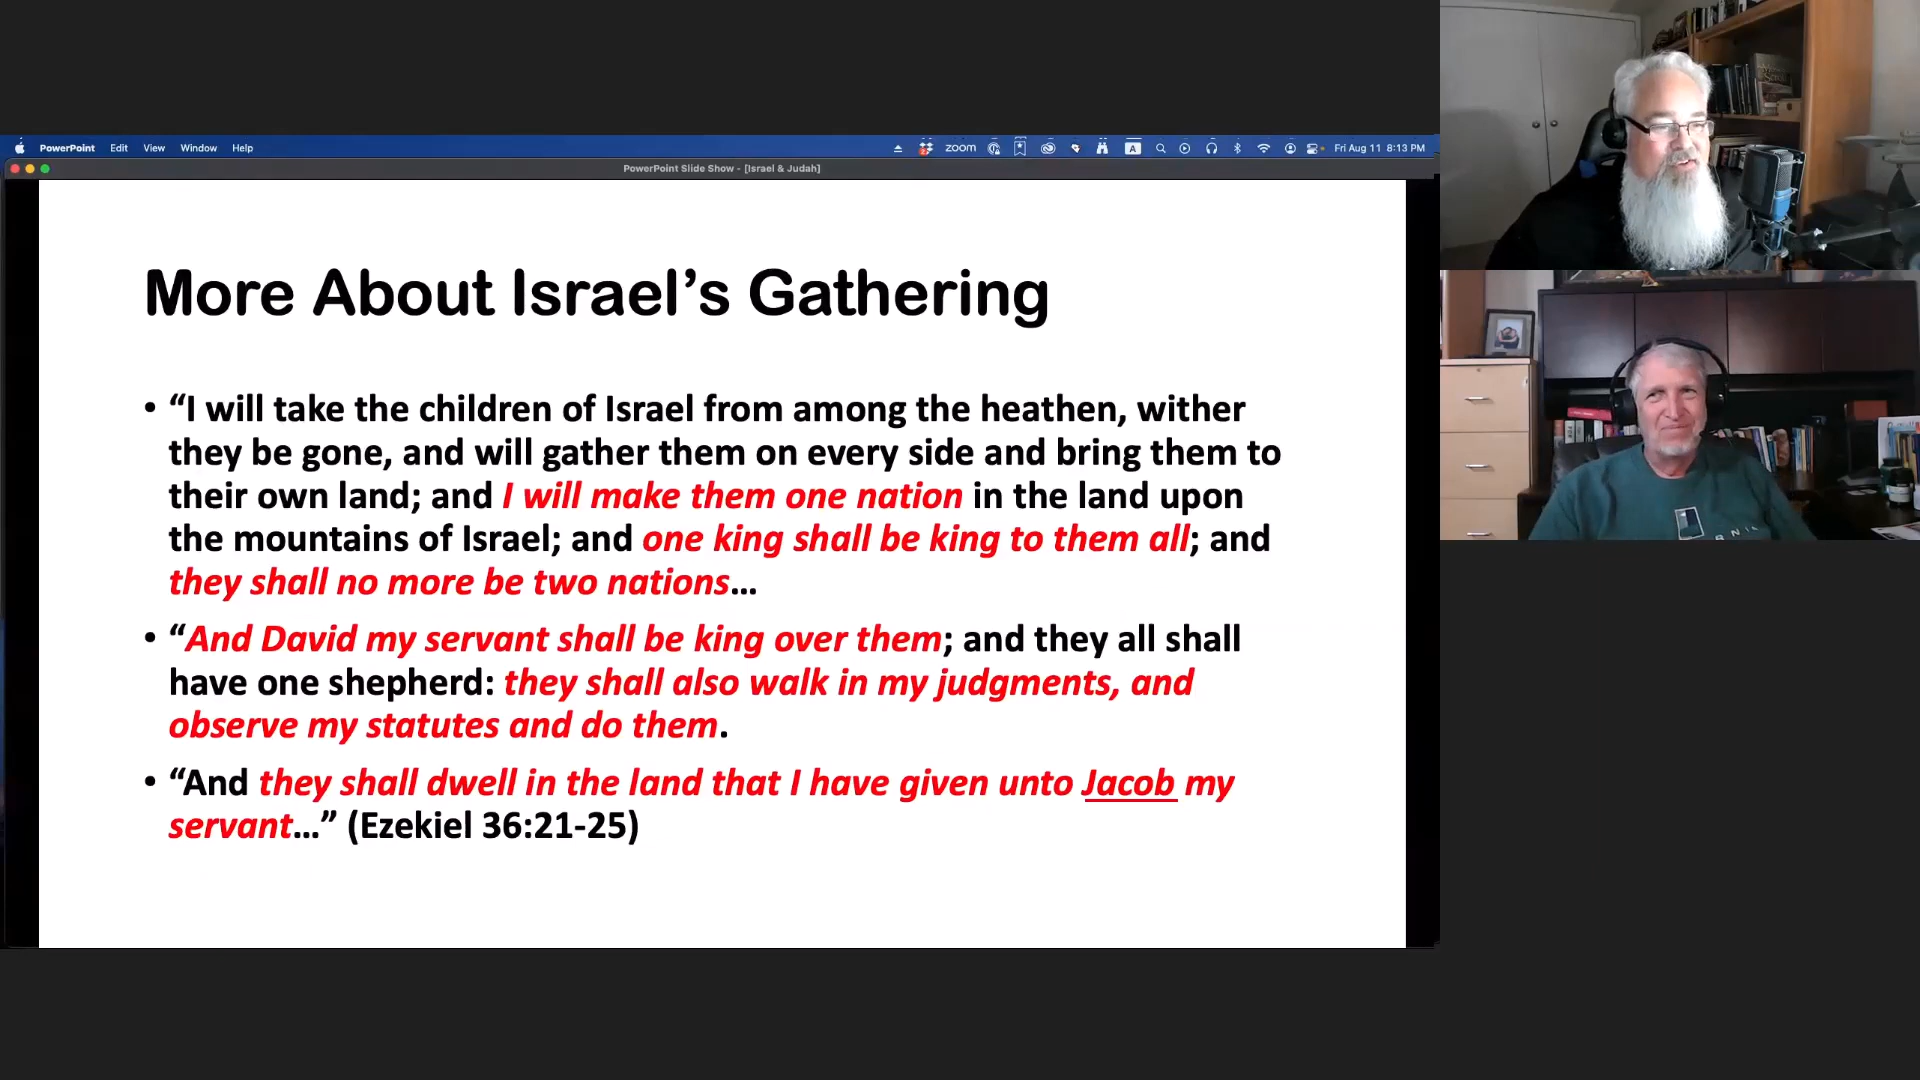 PowerPoint Edit View Window Help
zoom
A
Fri Aug 11 8:13 PM
PowerPoint Slide Show - [Israel & Judah]
More About Israel’s Gathering
• “I will take the children of Israel from among the heathen, wither
they be gone, and will gather them on every side and bring them to
their own land; and I will make them one nation in the land upon
the mountains of Israel; and one king shall be king to them all; and
they shall no more be two nations...
• “And David my servant shall be king over them; and they all shall
have one shepherd: they shall also walk in my judgments, and
observe my statutes and do them.
• “And they shall dwell in the land that I have given unto Jacob my
servant...” (Ezekiel 36:21-25)